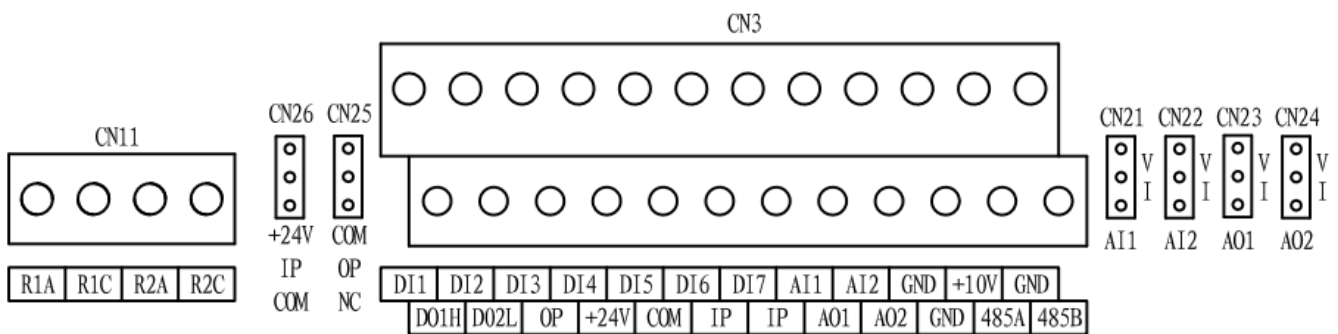 CN3
CN26 CN25
CN21 CN22 CN23 CN24
CN11
V V V V
I I I I
+24V COM
AI1 AI2 AO1 AO2
IP OP
R1A R1C R2A R2C
DI1 DI2 DI3 DI4 DI5 DI6 DI7 AI1 AI2 GND +10V GND
COM NC
DO1H DO2L OP +24V COM IP IP AO1 AO2 GND 485A 485B